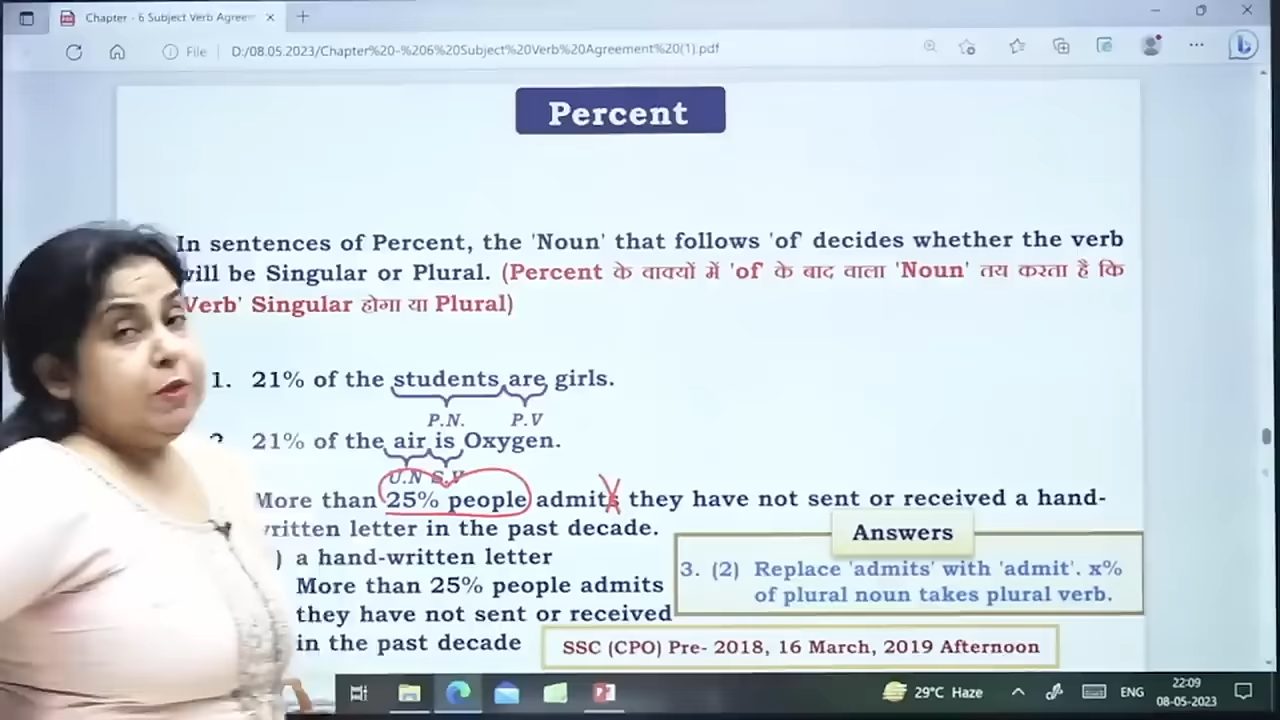 Chapter - 6 Subject Verb Agreem
File D:/08.05.2023/Chapter%20-%206%20Subject%20Verb%20Agreement%20(1).pdf
Percent
In sentences of Percent, the 'Noun' that follows 'of' decides whether the verb
will be Singular or Plural. (Percent के वाक्यों में 'of' के बाद वाला 'Noun' तय करता है कि
Verb' Singular होगा या Plural)
1. 21% of the students are girls.
P.N. P.V
21% of the air is Oxygen.
U.N S.V
More than 25% people admits they have not sent or received a hand-
written letter in the past decade.
) a hand-written letter
More than 25% people admits
they have not sent or received
in the past decade
Answers
3. (2) Replace 'admits' with 'admit'. x%
of plural noun takes plural verb.
SSC (CPO) Pre- 2018, 16 March, 2019 Afternoon
29°C Haze
ENG
22:09
08-05-2023